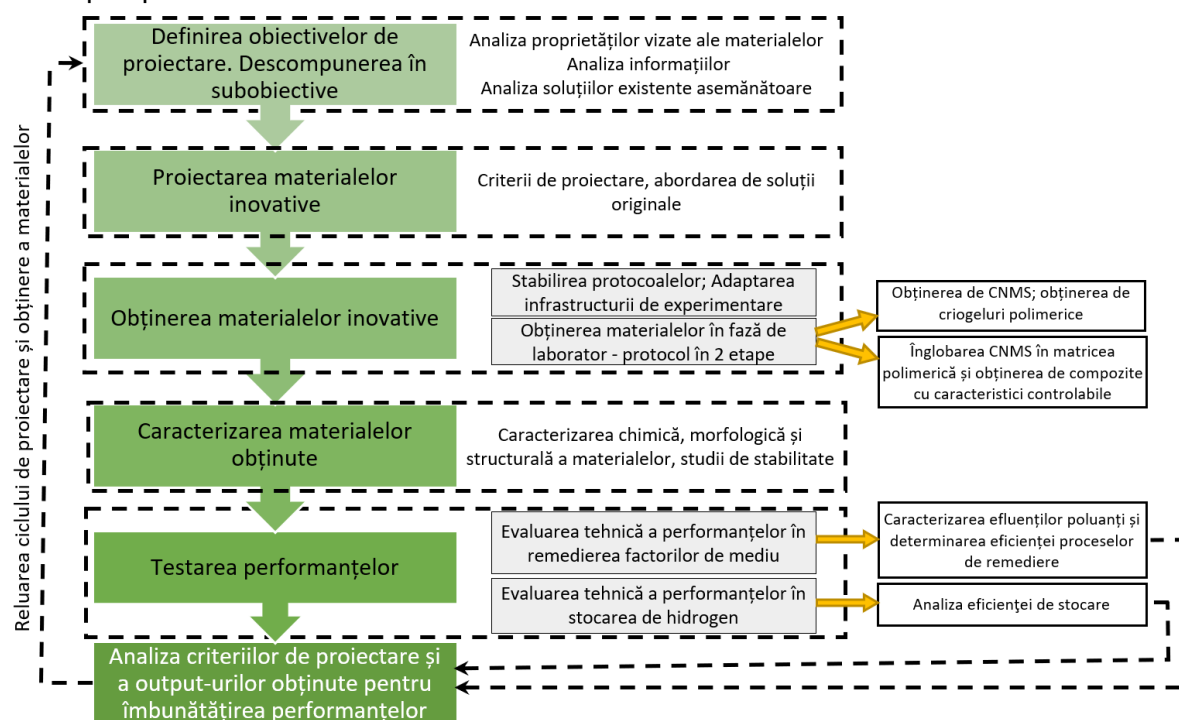 Definirea obiectivelor de
proiectare. Descompunerea în
subobiective
Analiza proprietăților vizate ale materialelor
Analiza informațiilor
Analiza soluțiilor existente asemănătoare
Proiectarea materialelor
inovative
Criterii de proiectare, abordarea de soluții
originale
Obținerea materialelor inovative
Stabilirea protocoalelor; Adaptarea
infrastructurii de experimentare
Obținerea materialelor în fază de
laborator - protocol în 2 etape
Obținerea de CNMS; obținerea de
criogeluri polimerice
Înglobarea CNMS în matricea
polimerică și obținerea de compozite
cu caracteristici controlabile
Caracterizarea materialelor
obținute
Caracterizarea chimică, morfologică și
structurală a materialelor, studii de stabilitate
Testarea performanțelor
Evaluarea tehnică a performanțelor în
remedierea factorilor de mediu
Evaluarea tehnică a performanțelor în
stocarea de hidrogen
Caracterizarea efluenților poluanți și
determinarea eficienței proceselor
de remediere
Analiza eficienţei de stocare
Analiza criteriilor de proiectare și
a output-urilor obținute pentru
îmbunătățirea performanțelor
Reluarea ciclului de proiectare și obținere a materialelor